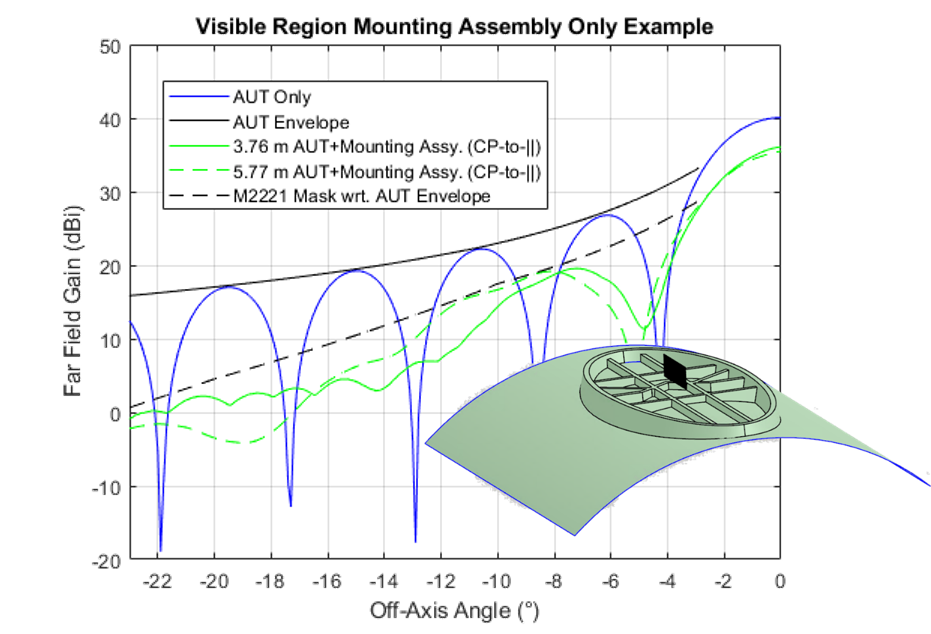 Visible Region Mounting Assembly Only Example
50
40
30
20
10
0
-10
-20
Far Field Gain (dBi)
AUT Only
AUT Envelope
3.76 m AUT+Mounting Assy. (CP-to-||)
5.77 m AUT+Mounting Assy. (CP-to-||)
M2221 Mask wrt. AUT Envelope
-22 -20 -18 -16 -14 -12 -10 -8 -6 -4 -2 0
Off-Axis Angle (°)